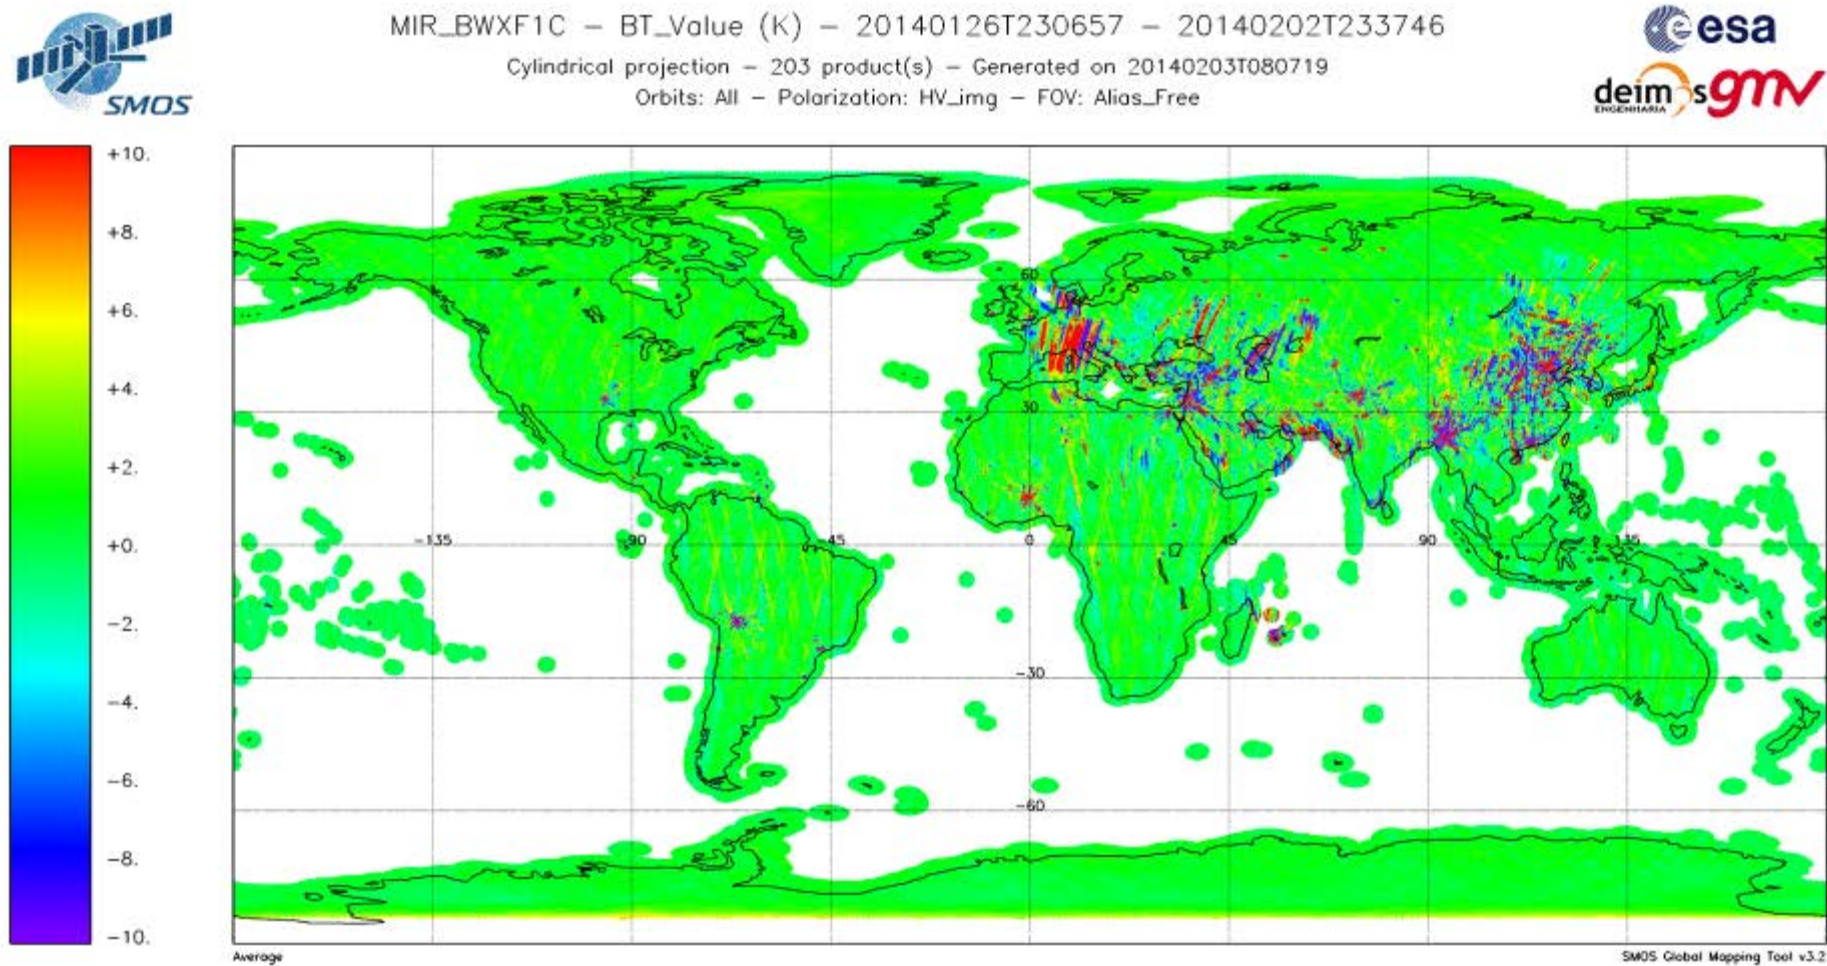 MIR_BWXF1C – BT_Value (K) – 20140126T230657 – 20140202T233746
Cylindrical projection – 203 product(s) – Generated on 20140203T080719
Orbits: All – Polarization: HV_img – FOV: Alias_Free
SMOS
esa
deimos
ENGENHARIA
gmv
+10.
+8.
+6.
+4.
+2.
+0.
−2.
−4.
−6.
−8.
−10.
60
30
−135
−90
−45
0
45
90
135
−30
−60
Average
SMOS Global Mapping Tool v3.2